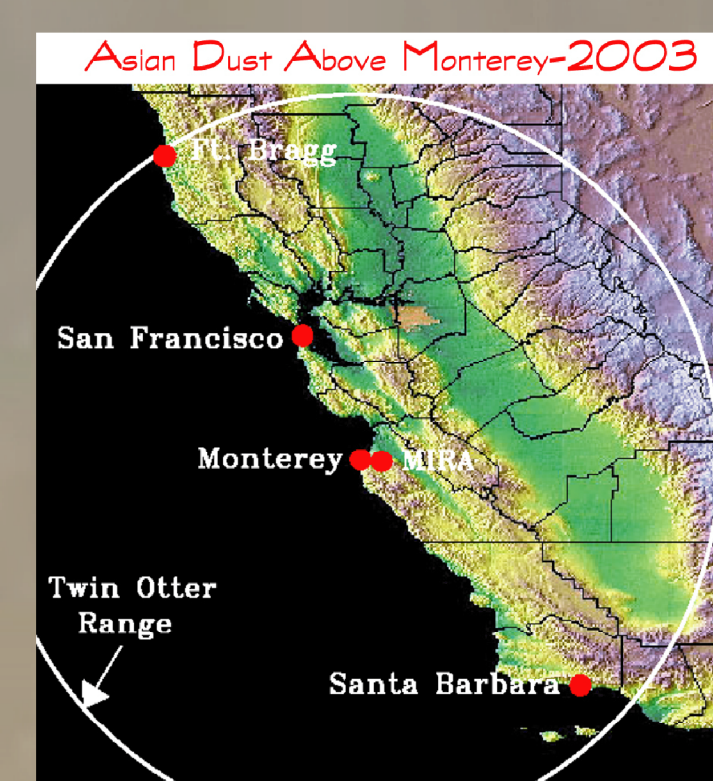 Asian Dust Above Monterey-2003
Ft. Bragg
San Francisco
Monterey
MIRA
Twin Otter
Range
Santa Barbara